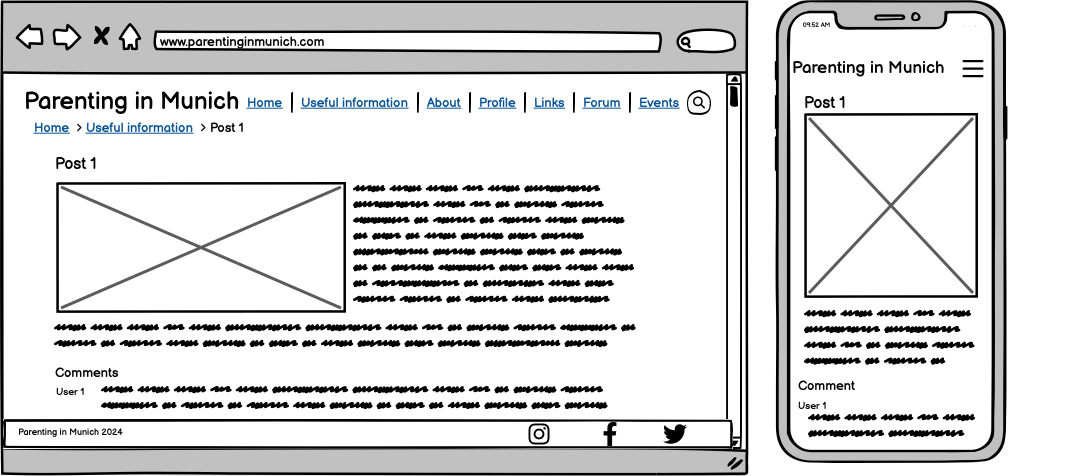 www.parentinginmunich.com
Parenting in Munich Home Useful information About Profile Links Forum Events
Home > Useful information > Post 1
Post 1
Comments
User 1
Parenting in Munich 2024
09:52 AM
Parenting in Munich
Post 1
Comment
User 1